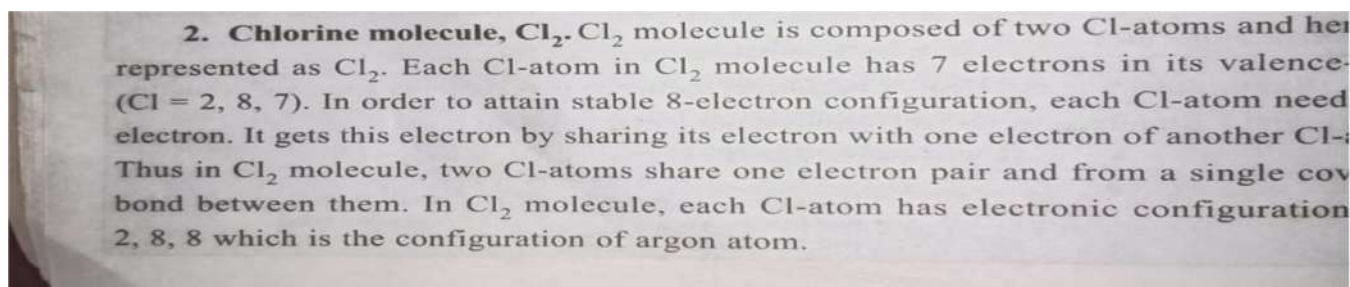 2. Chlorine molecule, Cl₂. Cl₂ molecule is composed of two Cl-atoms and
represented as Cl₂. Each Cl-atom in Cl₂ molecule has 7 electrons in its valence-
(Cl = 2, 8, 7). In order to attain stable 8-electron configuration, each Cl-atom need
electron. It gets this electron by sharing its electron with one electron of another Cl-
Thus in Cl₂ molecule, two Cl-atoms share one electron pair and from a single
bond between them. In Cl₂ molecule, each Cl-atom has electronic configuration
2, 8, 8 which is the configuration of argon atom.